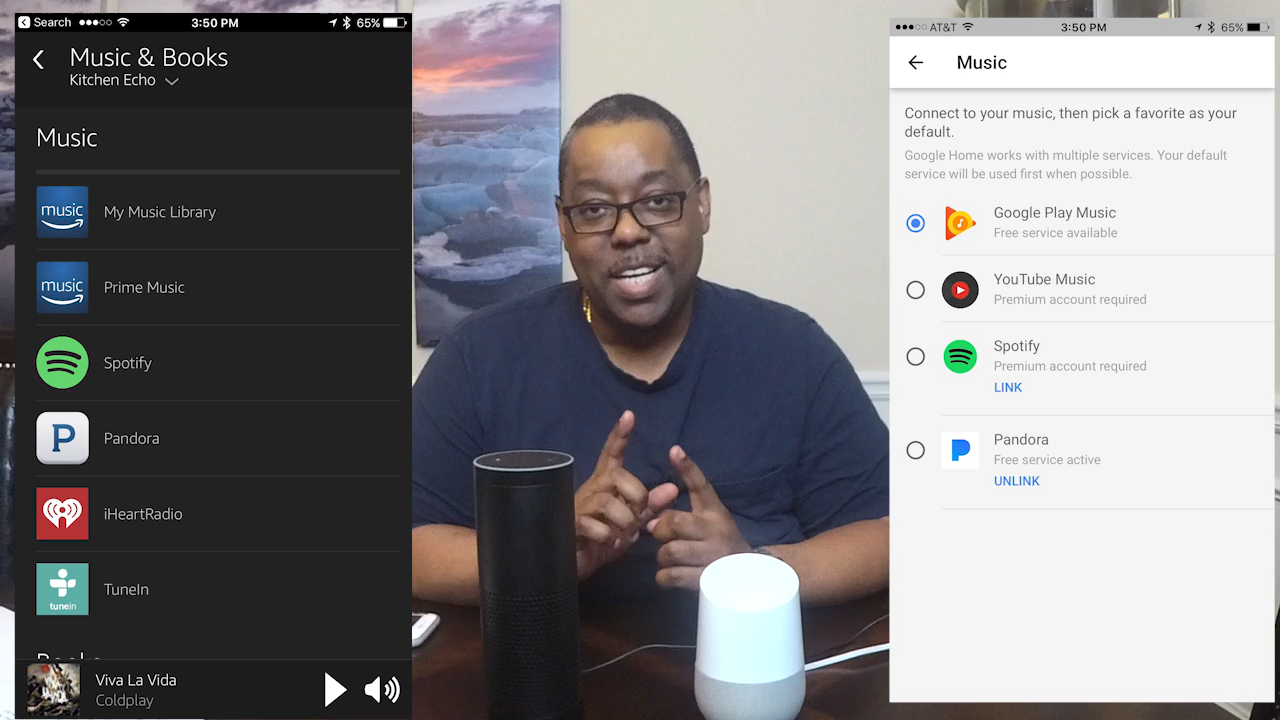 Search
3:50 PM
65%
Music & Books
Kitchen Echo
Music
music
My Music Library
music
Prime Music
Spotify
P
Pandora
iHeartRadio
tunein
TuneIn
Viva La Vida
Coldplay
AT&T
3:50 PM
65%
Music
Connect to your music, then pick a favorite as your
default.
Google Home works with multiple services. Your default
service will be used first when possible.
Google Play Music
Free service available
YouTube Music
Premium account required
Spotify
Premium account required
LINK
Pandora
Free service active
UNLINK